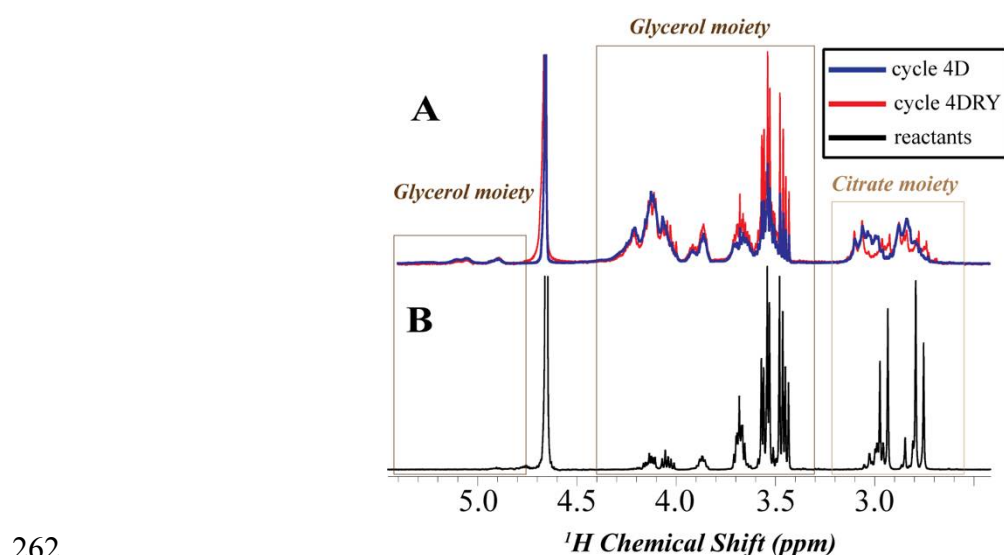 Glycerol moiety
cycle 4D
cycle 4DRY
reactants
A
Glycerol moiety
Citrate moiety
B
5.0 4.5 4.0 3.5 3.0
262
¹H Chemical Shift (ppm)